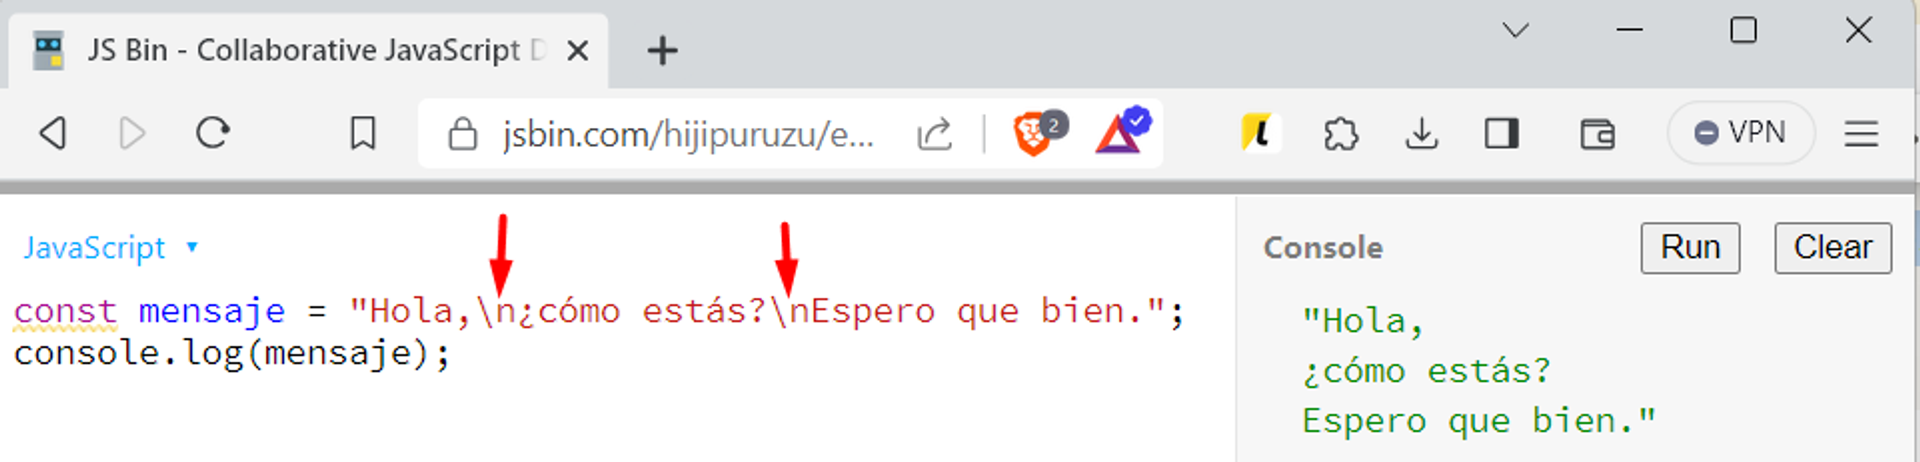 JS Bin - Collaborative JavaScript D
jsbin.com/hijipuruzu/e...
2
VPN
JavaScript
Console
Run
Clear
const mensaje = "Hola,\n¿cómo estás?\nEspero que bien.";
console.log(mensaje);
"Hola,
¿cómo estás?
Espero que bien."